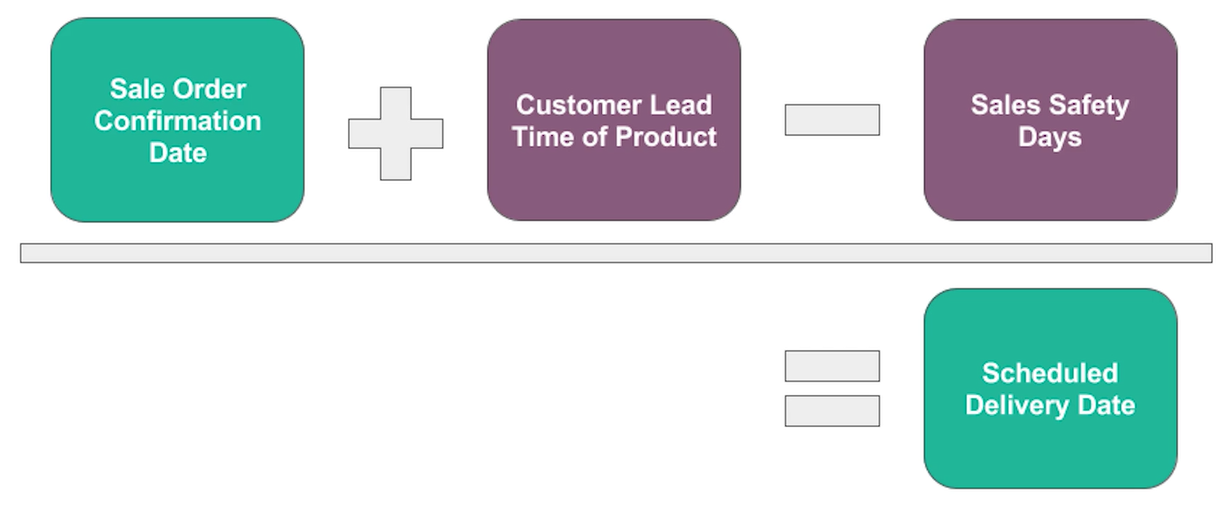 Sale Order
Confirmation
Date
Customer Lead
Time of Product
Sales Safety
Days
Scheduled
Delivery Date